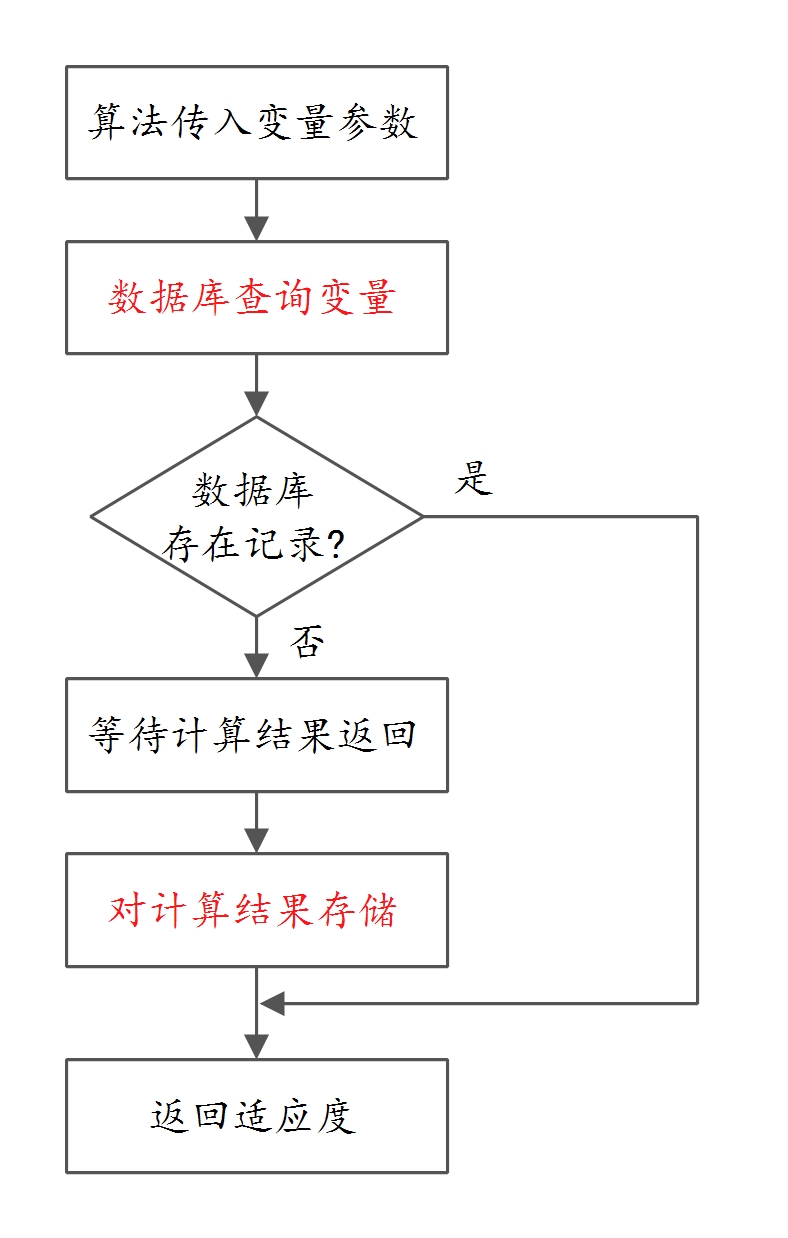 算法传入变量参数
数据库查询变量
数据库
存在记录?
是
否
等待计算结果返回
对计算结果存储
返回适应度